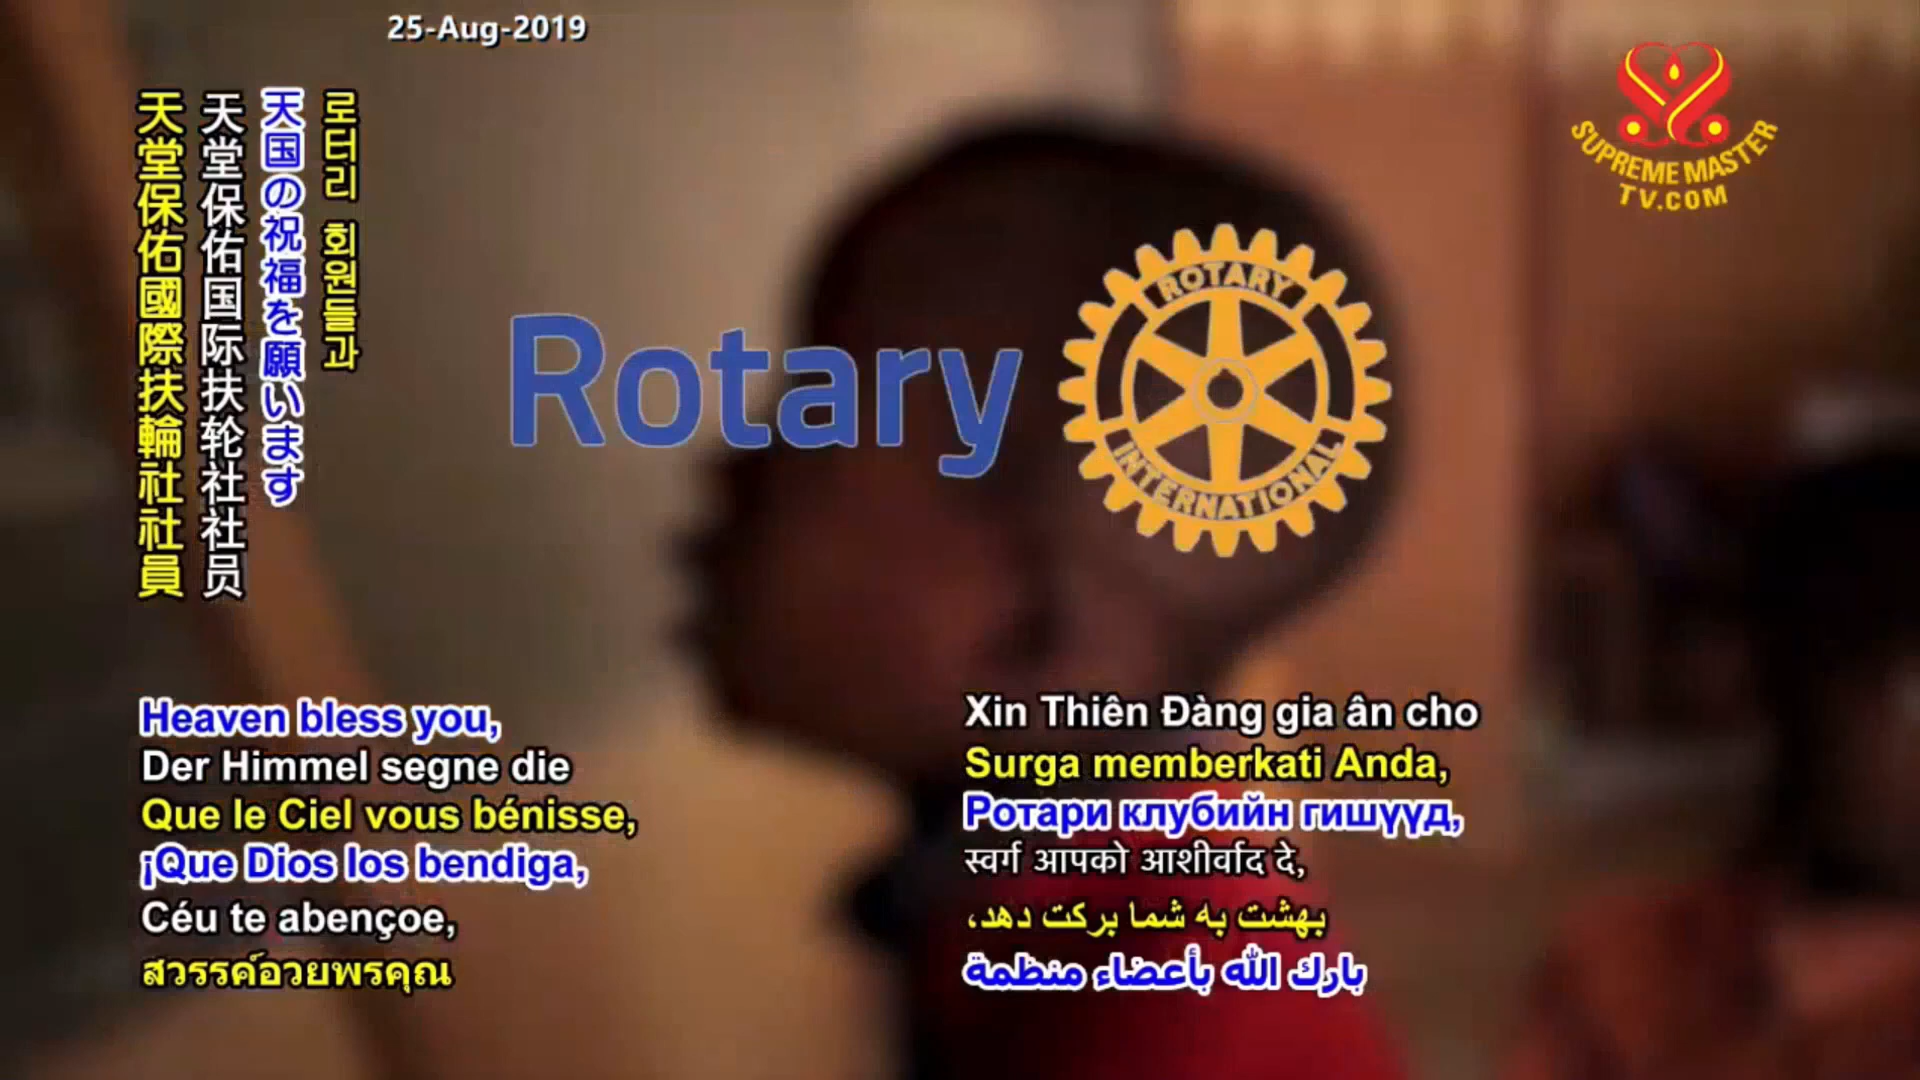 25-Aug-2019
SUPREME MASTER
TV.COM
天堂保佑國際扶輪社社員
天堂保佑国际扶轮社社员
天国の祝福を願います
로터리 회원들과
Rotary
ROTARY
INTERNATIONAL
Heaven bless you,
Der Himmel segne die
Que le Ciel vous bénisse,
¡Que Dios los bendiga,
Céu te abençoe,
สวรรค์อวยพรคุณ
Xin Thiên Đàng gia ân cho
Surga memberkati Anda,
Ротари клубийн гишүүд,
स्वर्ग आपको आशीर्वाद दे,
بهشت به شما برکت دهد،
بارك الله بأعضاء منظمة